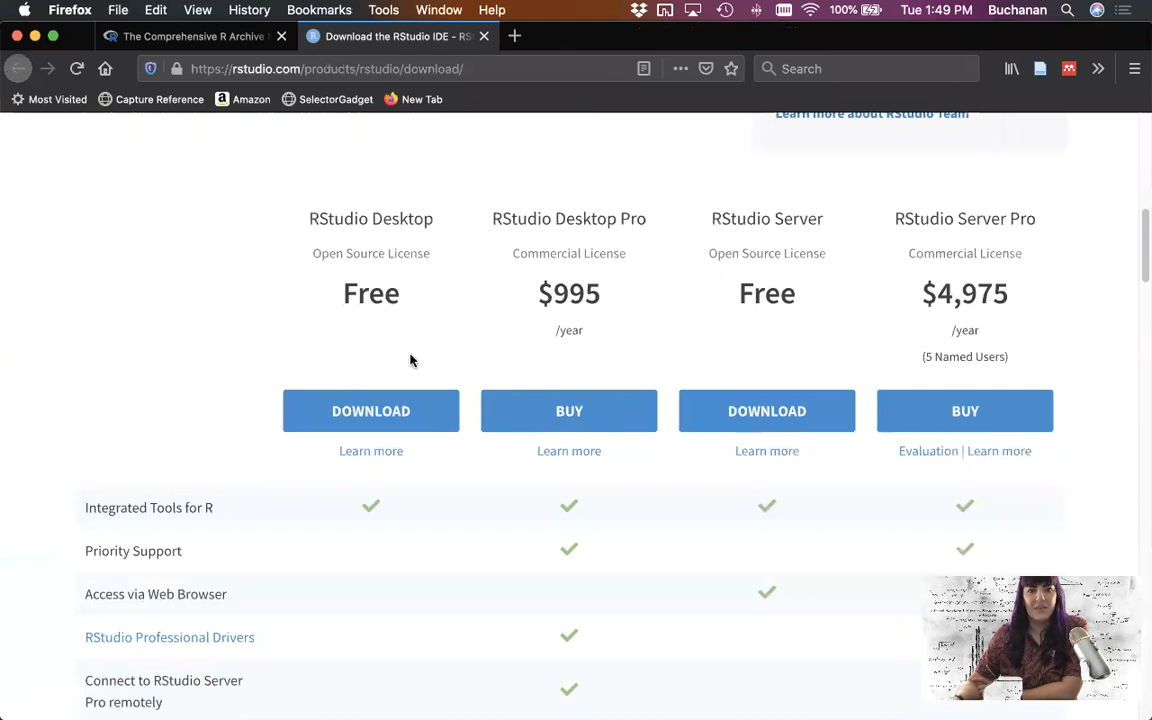 Firefox File Edit View History Bookmarks Tools Window Help 100% Tue 1:49 PM Buchanan
The Comprehensive R Archive Download the RStudio IDE - RS
https://rstudio.com/products/rstudio/download/ Search
Most Visited Capture Reference Amazon SelectorGadget New Tab
Learn more about RStudio Team
RStudio Desktop RStudio Desktop Pro RStudio Server RStudio Server Pro
Open Source License Commercial License Open Source License Commercial License
Free $995 Free $4,975
/year /year
(5 Named Users)
DOWNLOAD BUY DOWNLOAD BUY
Learn more Learn more Learn more Evaluation | Learn more
Integrated Tools for R
Priority Support
Access via Web Browser
RStudio Professional Drivers
Connect to RStudio Server
Pro remotely